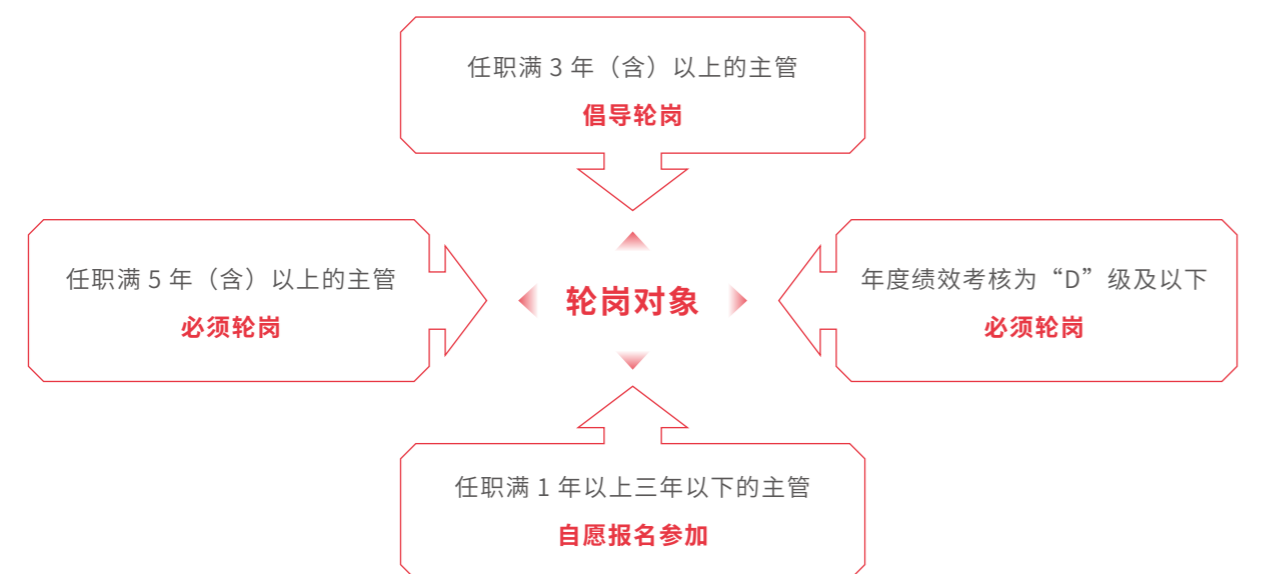 任职满 3 年（含）以上的主管
倡导轮岗
任职满 5 年（含）以上的主管
必须轮岗
轮岗对象
年度绩效考核为“D”级及以下
必须轮岗
任职满 1 年以上三年以下的主管
自愿报名参加